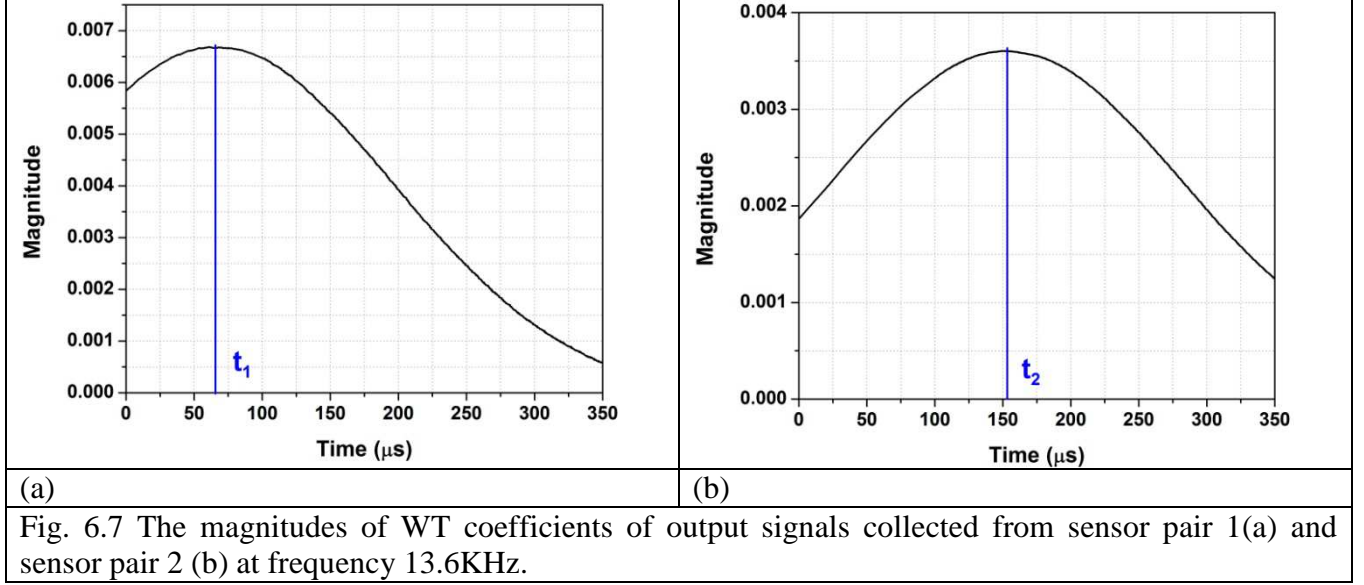 0.007
0.006
0.005
0.004
0.003
0.002
0.001
0.000
Magnitude
t1
0 50 100 150 200 250 300 350
Time (μs)
0.004
0.003
0.002
0.001
0.000
Magnitude
t2
0 50 100 150 200 250 300 350
Time (μs)
(a) (b)
Fig. 6.7 The magnitudes of WT coefficients of output signals collected from sensor pair 1(a) and
sensor pair 2 (b) at frequency 13.6KHz.